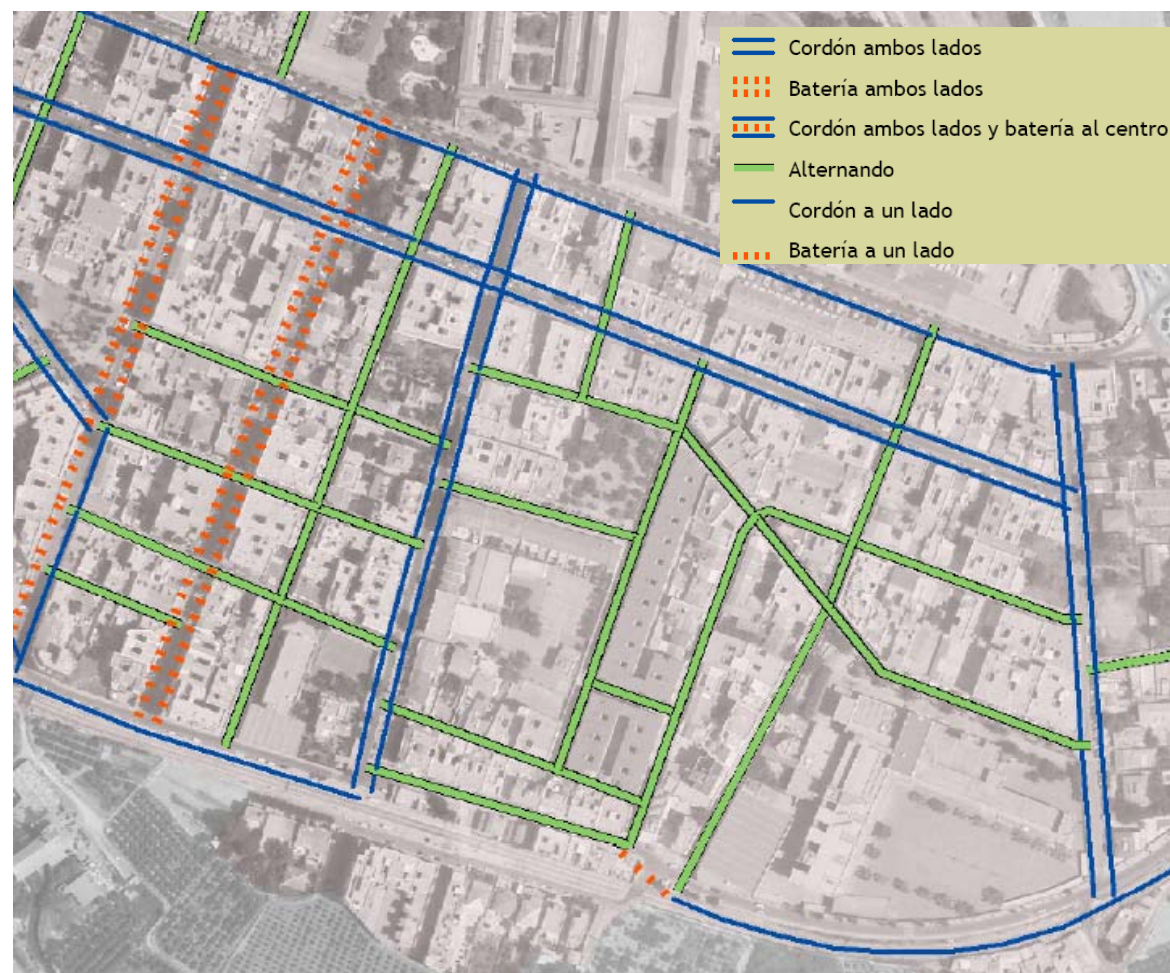 Cordón ambos lados
Batería ambos lados
Cordón ambos lados y batería al centro
Alternando
Cordón a un lado
Batería a un lado